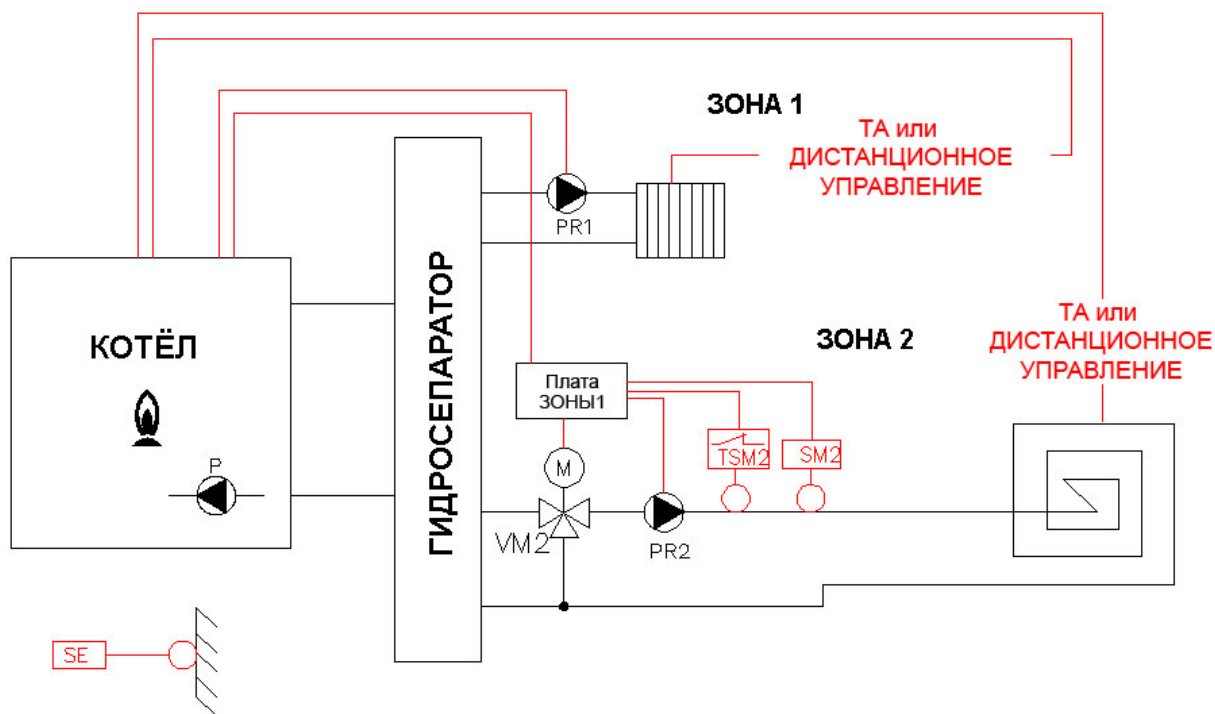 ЗОНА 1
ТА или
ДИСТАНЦИОННОЕ
УПРАВЛЕНИЕ
PR1
КОТЁЛ
P
ГИДРОСЕПАРАТОР
ЗОНА 2
ТА или
ДИСТАНЦИОННОЕ
УПРАВЛЕНИЕ
Плата
ЗОНЫ1
M
TSM2
SM2
VM2
PR2
SE